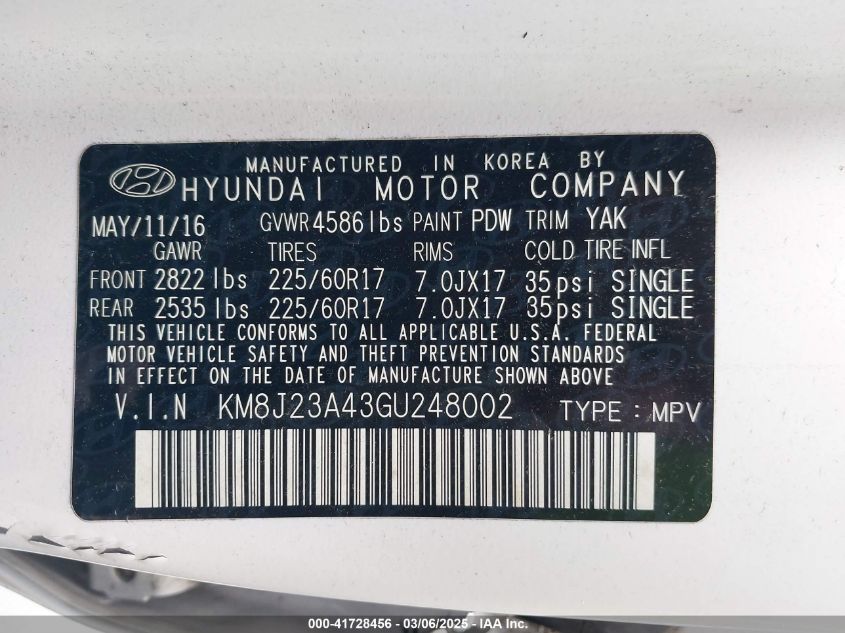 MANUFACTURED IN KOREA BY
HYUNDAI MOTOR COMPANY
MAY/11/16 GVWR 4586 lbs PAINT PDW TRIM YAK
GAWR TIRES RIMS COLD TIRE INFL
FRONT 2822 lbs 225/60R17 7.0JX17 35psi SINGLE
REAR 2535 lbs 225/60R17 7.0JX17 35psi SINGLE
THIS VEHICLE CONFORMS TO ALL APPLICABLE U.S.A. FEDERAL
MOTOR VEHICLE SAFETY AND THEFT PREVENTION STANDARDS
IN EFFECT ON THE DATE OF MANUFACTURE SHOWN ABOVE
V.I.N KM8J23A43GU248002 TYPE : MPV
000-41728456 - 03/06/2025 - IAA Inc.